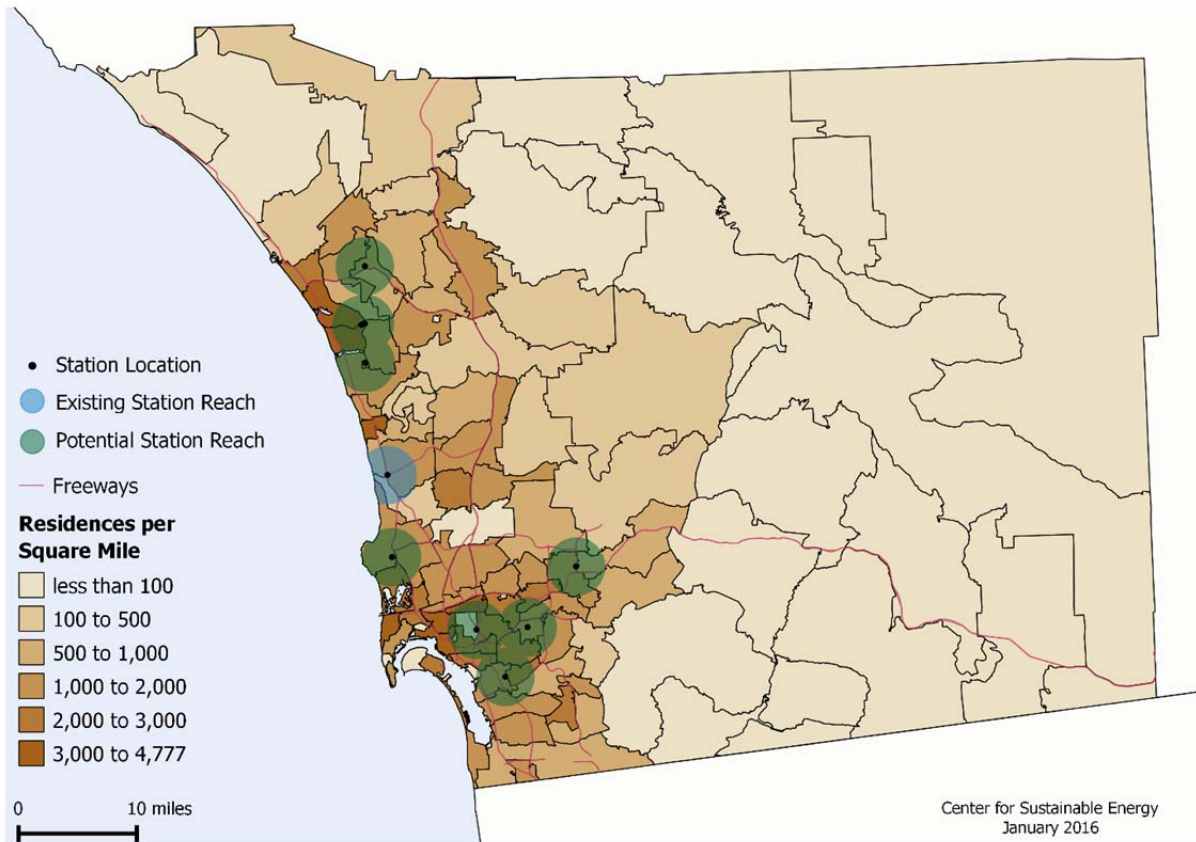 Station Location
Existing Station Reach
Potential Station Reach
Freeways
Residences per
Square Mile
less than 100
100 to 500
500 to 1,000
1,000 to 2,000
2,000 to 3,000
3,000 to 4,777
0 10 miles
Center for Sustainable Energy
January 2016